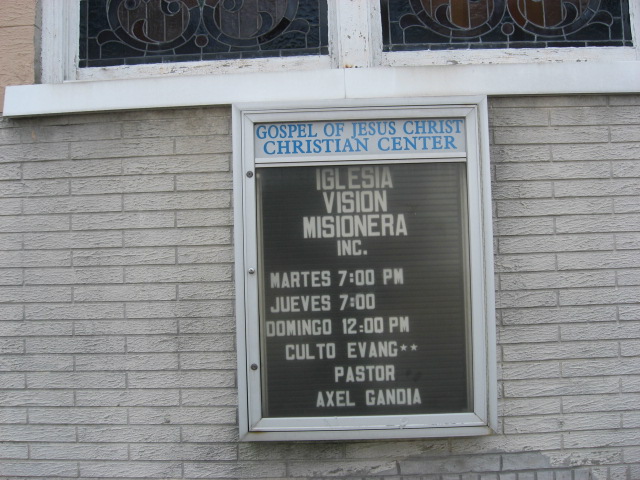 GOSPEL OF JESUS CHRIST
CHRISTIAN CENTER
IGLESIA
VISION
MISIONERA
INC.
MARTES 7:00 PM
JUEVES 7:00
DOMINGO 12:00 PM
CULTO EVANG**
PASTOR
AXEL GANDIA